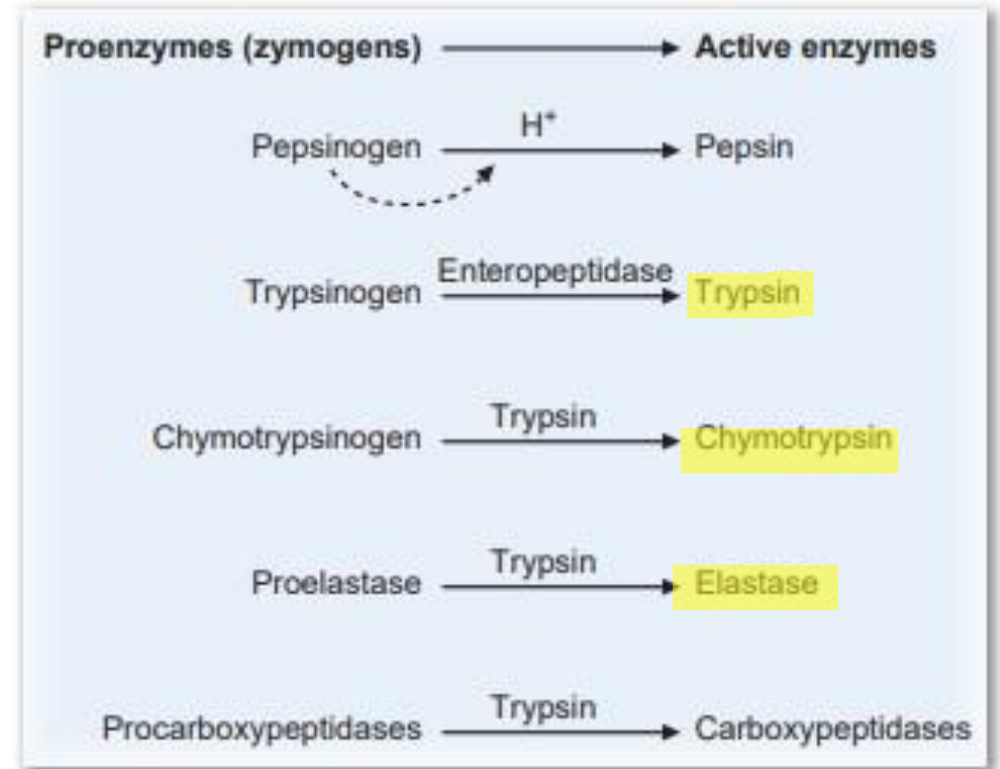 Proenzymes (zymogens) Active enzymes
H⁺
Pepsinogen Pepsin
Enteropeptidase
Trypsinogen Trypsin
Trypsin
Chymotrypsinogen Chymotrypsin
Trypsin
Proelastase Elastase
Trypsin
Procarboxypeptidases Carboxypeptidases